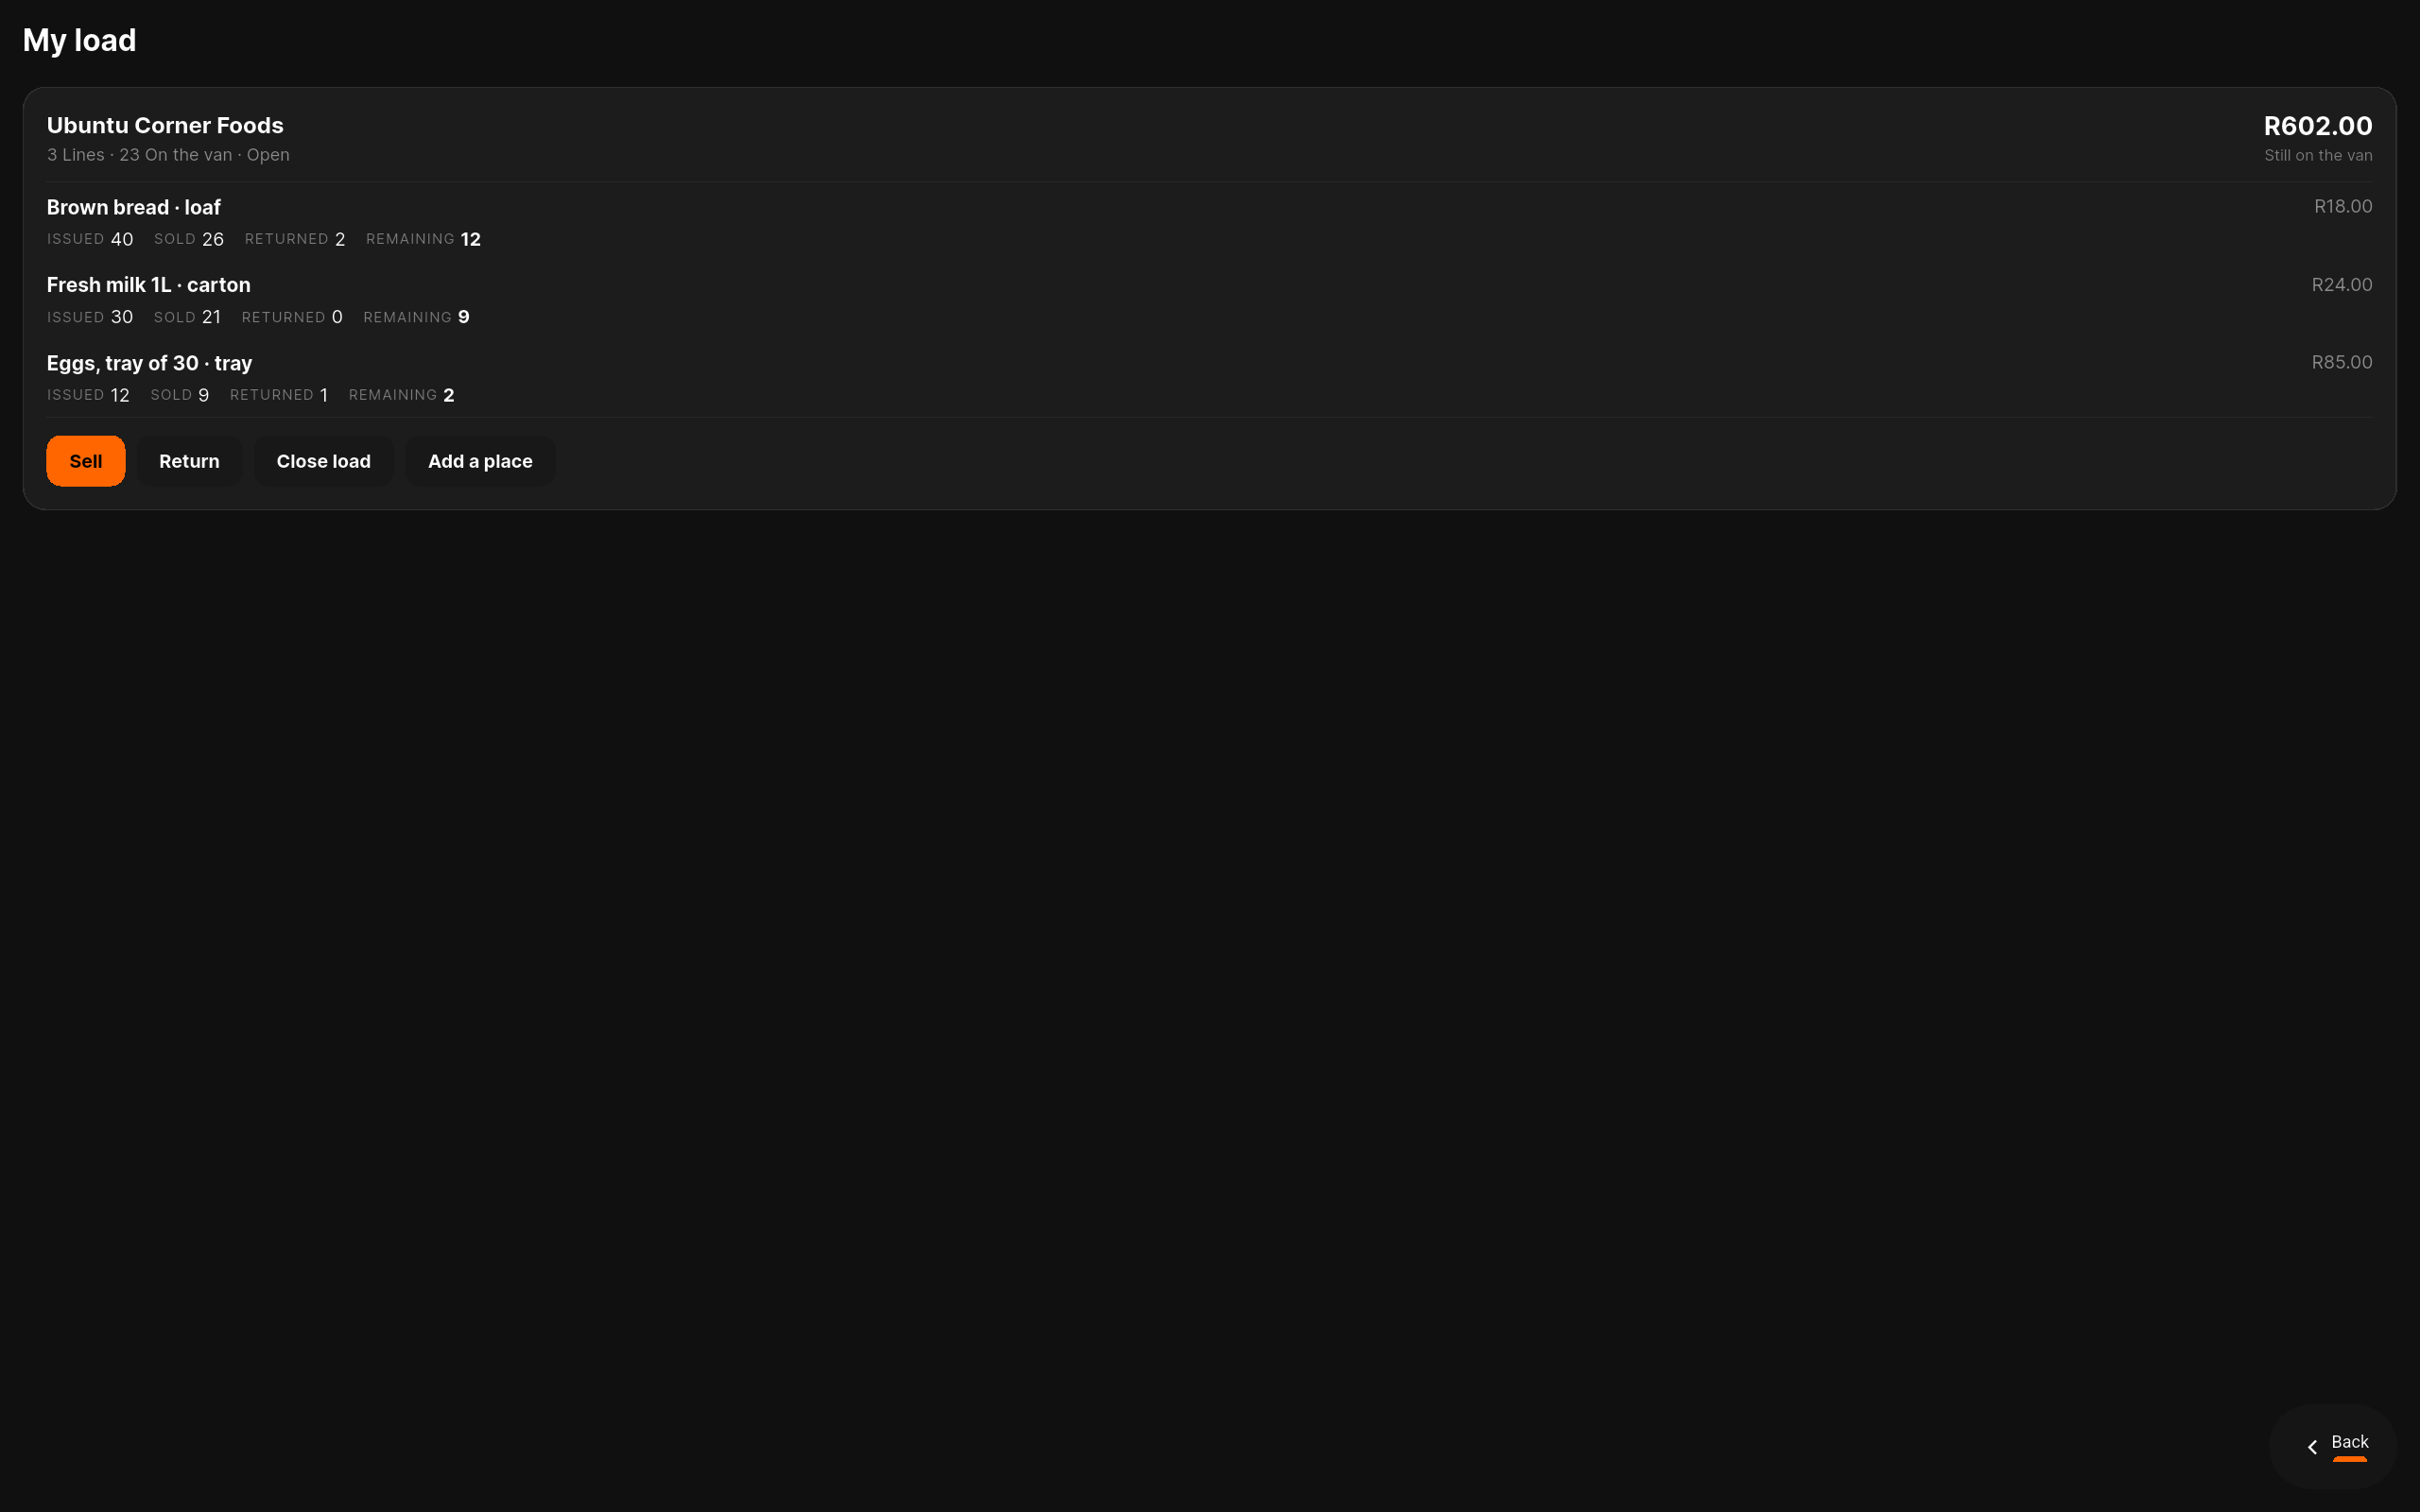 My load
Ubuntu Corner Foods
R602.00
3 Lines · 23 On the van · Open
Still on the van
Brown bread · loaf
R18.00
ISSUED 40 SOLD 26 RETURNED 2 REMAINING 12
Fresh milk 1L · carton
R24.00
ISSUED 30 SOLD 21 RETURNED 0 REMAINING 9
Eggs, tray of 30 · tray
R85.00
ISSUED 12 SOLD 9 RETURNED 1 REMAINING 2
Sell Return Close load Add a place
Back